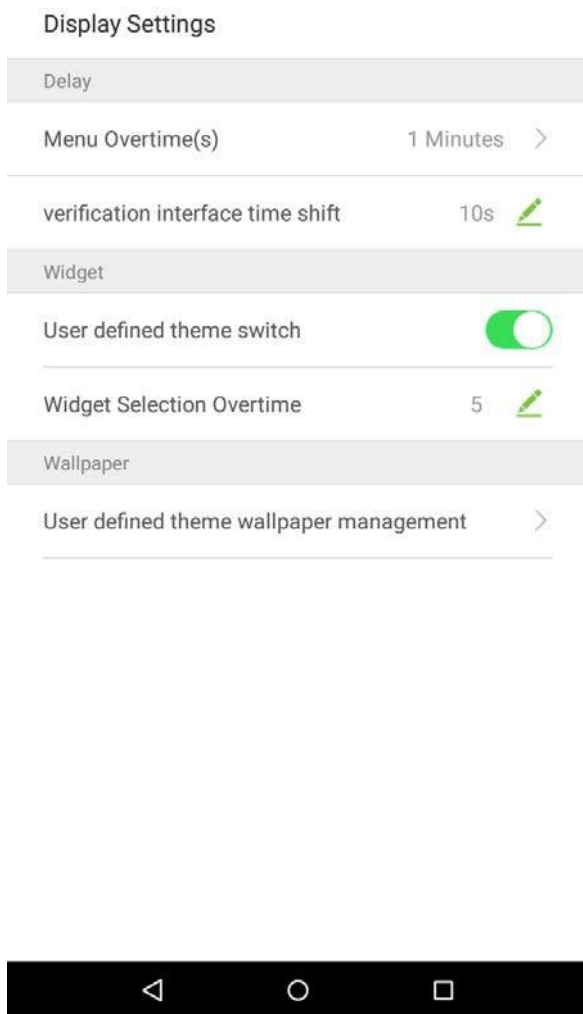 Display Settings
Delay
Menu Overtime(s) 1 Minutes
verification interface time shift 10s
Widget
User defined theme switch
Widget Selection Overtime 5
Wallpaper
User defined theme wallpaper management